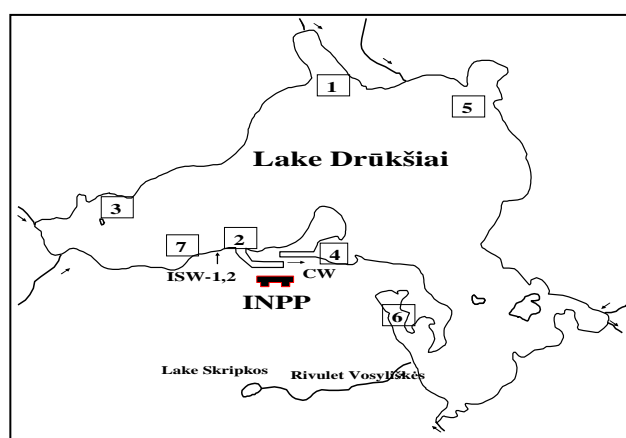 1
5
Lake Drūkšiai
3
7
2
4
ISW-1,2
CW
INPP
6
Lake Skripkos
Rivulet Vosyliškės